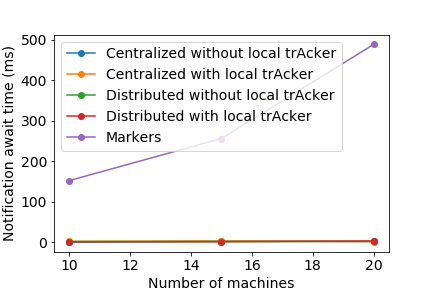 500
400
300
200
100
0
Notification await time (ms)
Centralized without local trAcker
Centralized with local trAcker
Distributed without local trAcker
Distributed with local trAcker
Markers
10 12 14 16 18 20
Number of machines